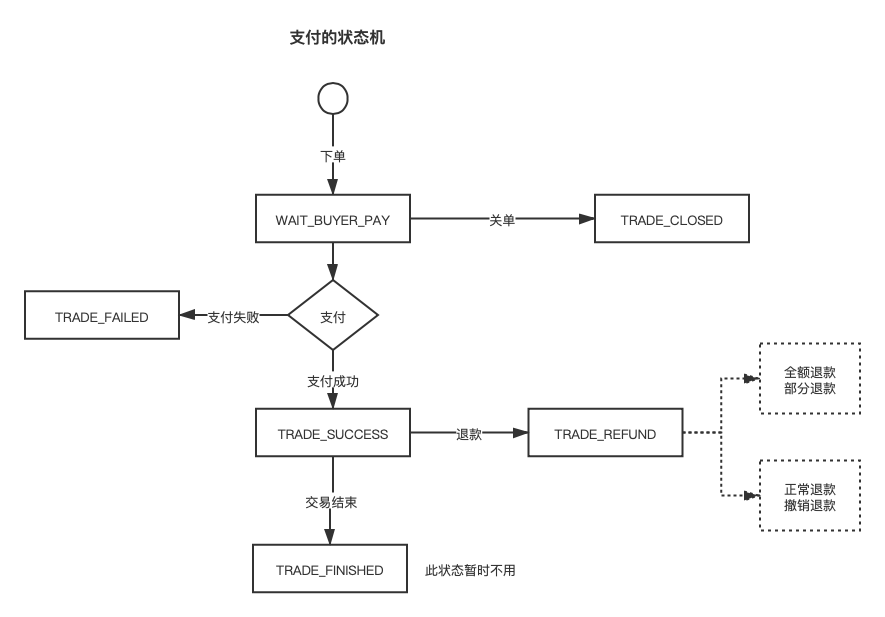 支付的状态机
下单
WAIT_BUYER_PAY
关单
TRADE_CLOSED
TRADE_FAILED
支付失败
支付
支付成功
TRADE_SUCCESS
退款
TRADE_REFUND
全额退款
部分退款
正常退款
撤销退款
交易结束
TRADE_FINISHED
此状态暂时不用